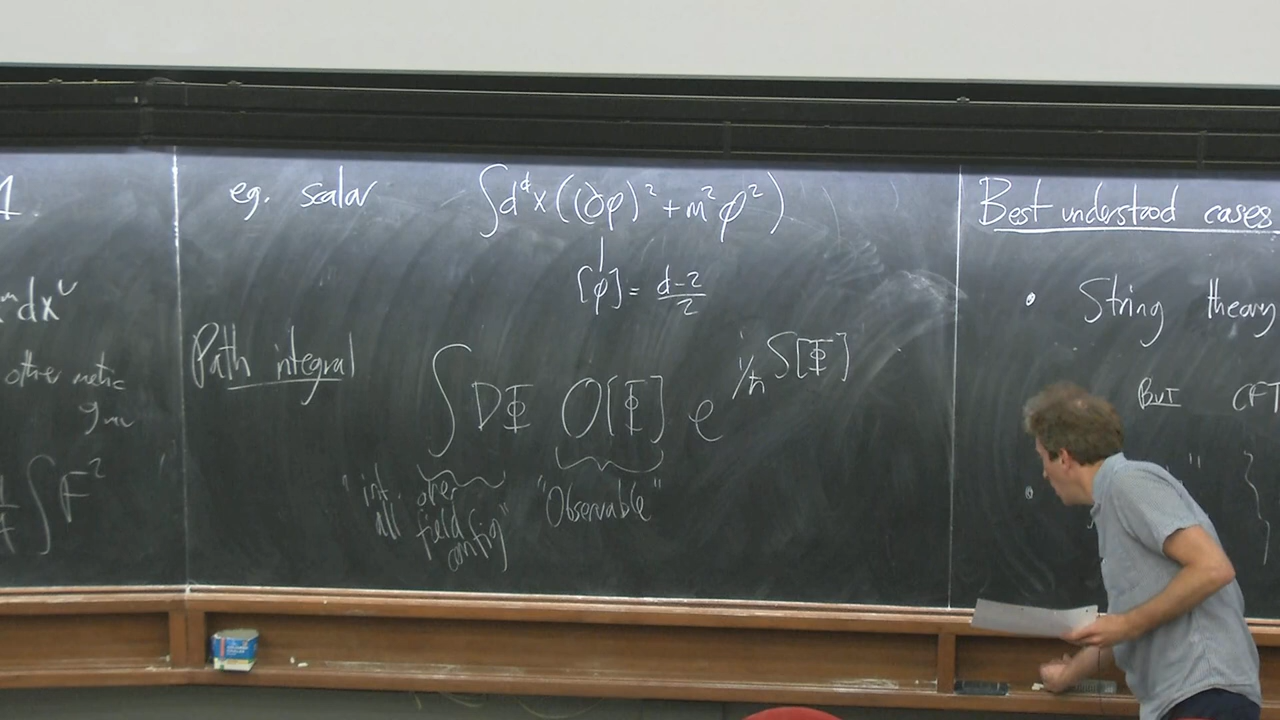 1
dx^ν
other metric
∫F²
eg. scalar ∫d^d x((∂φ)² + m²φ²)
[φ] = d-2/2
Path integral
∫DΦ O[Φ] e^{i/ħ S[Φ]}
"int. over all field config"
"Observable"
Best understood cases
• String theory
But CFT